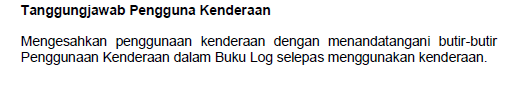 Tanggungjawab Pengguna Kenderaan
Mengesahkan penggunaan kenderaan dengan menandatangani butir-butir
Penggunaan Kenderaan dalam Buku Log selepas menggunakan kenderaan.